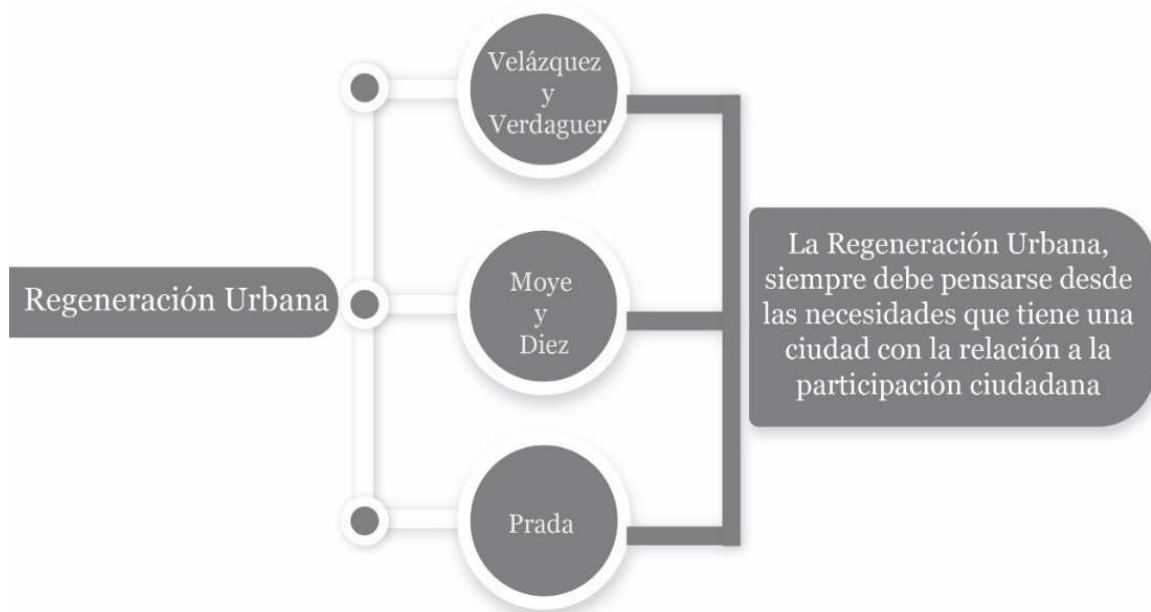 Regeneración Urbana
Velázquez
y
Verdaguer
Moye
y
Diez
Prada
La Regeneración Urbana,
siempre debe pensarse desde
las necesidades que tiene una
ciudad con la relación a la
participación ciudadana